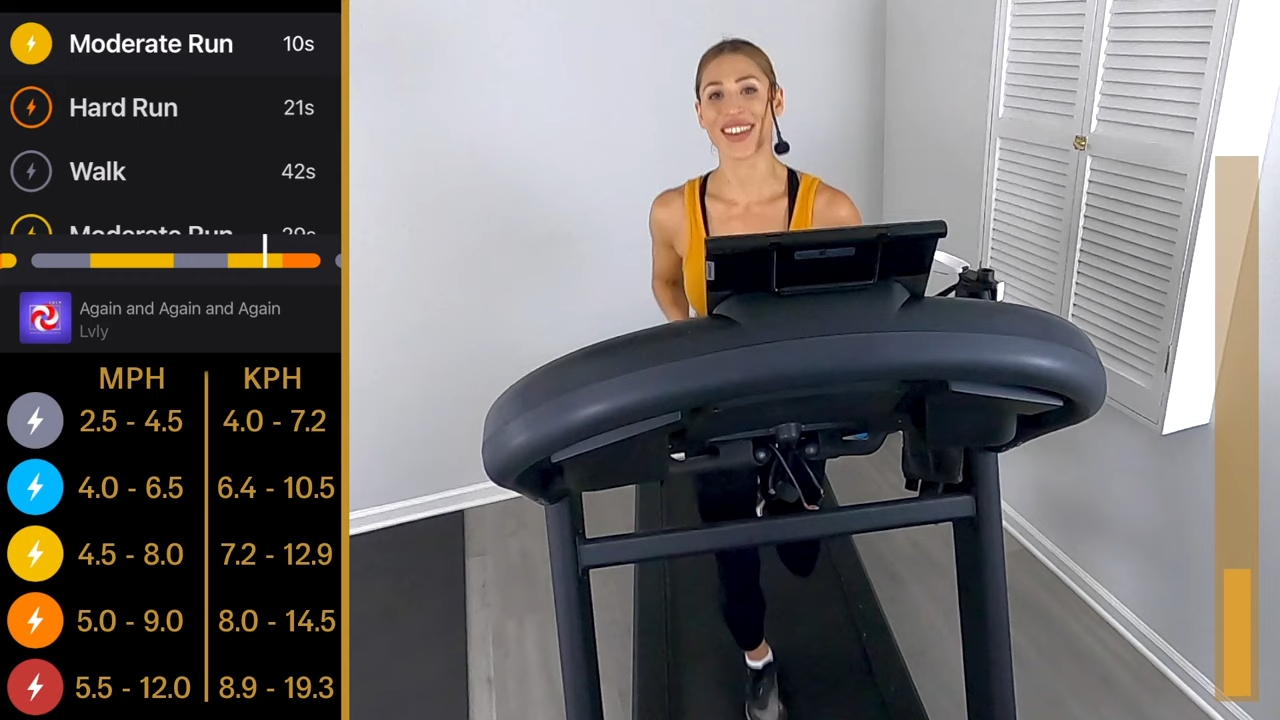 Moderate Run 10s
Hard Run 21s
Walk 42s
Moderate Run
Again and Again and Again
Lvly
MPH KPH
2.5 - 4.5 4.0 - 7.2
4.0 - 6.5 6.4 - 10.5
4.5 - 8.0 7.2 - 12.9
5.0 - 9.0 8.0 - 14.5
5.5 - 12.0 8.9 - 19.3